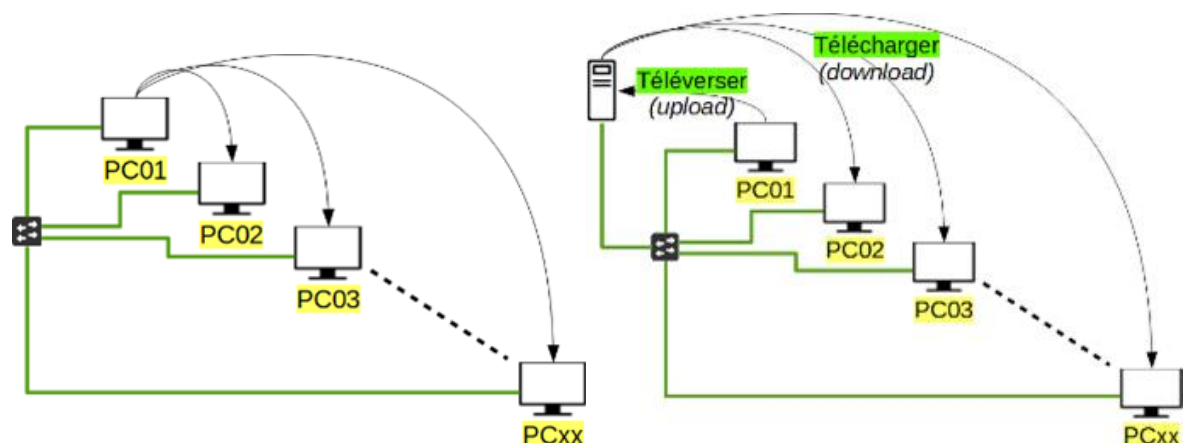 PC01
PC02
PC03
PCxx
Télécharger
(download)
Téléverser
(upload)
PC01
PC02
PC03
PCxx